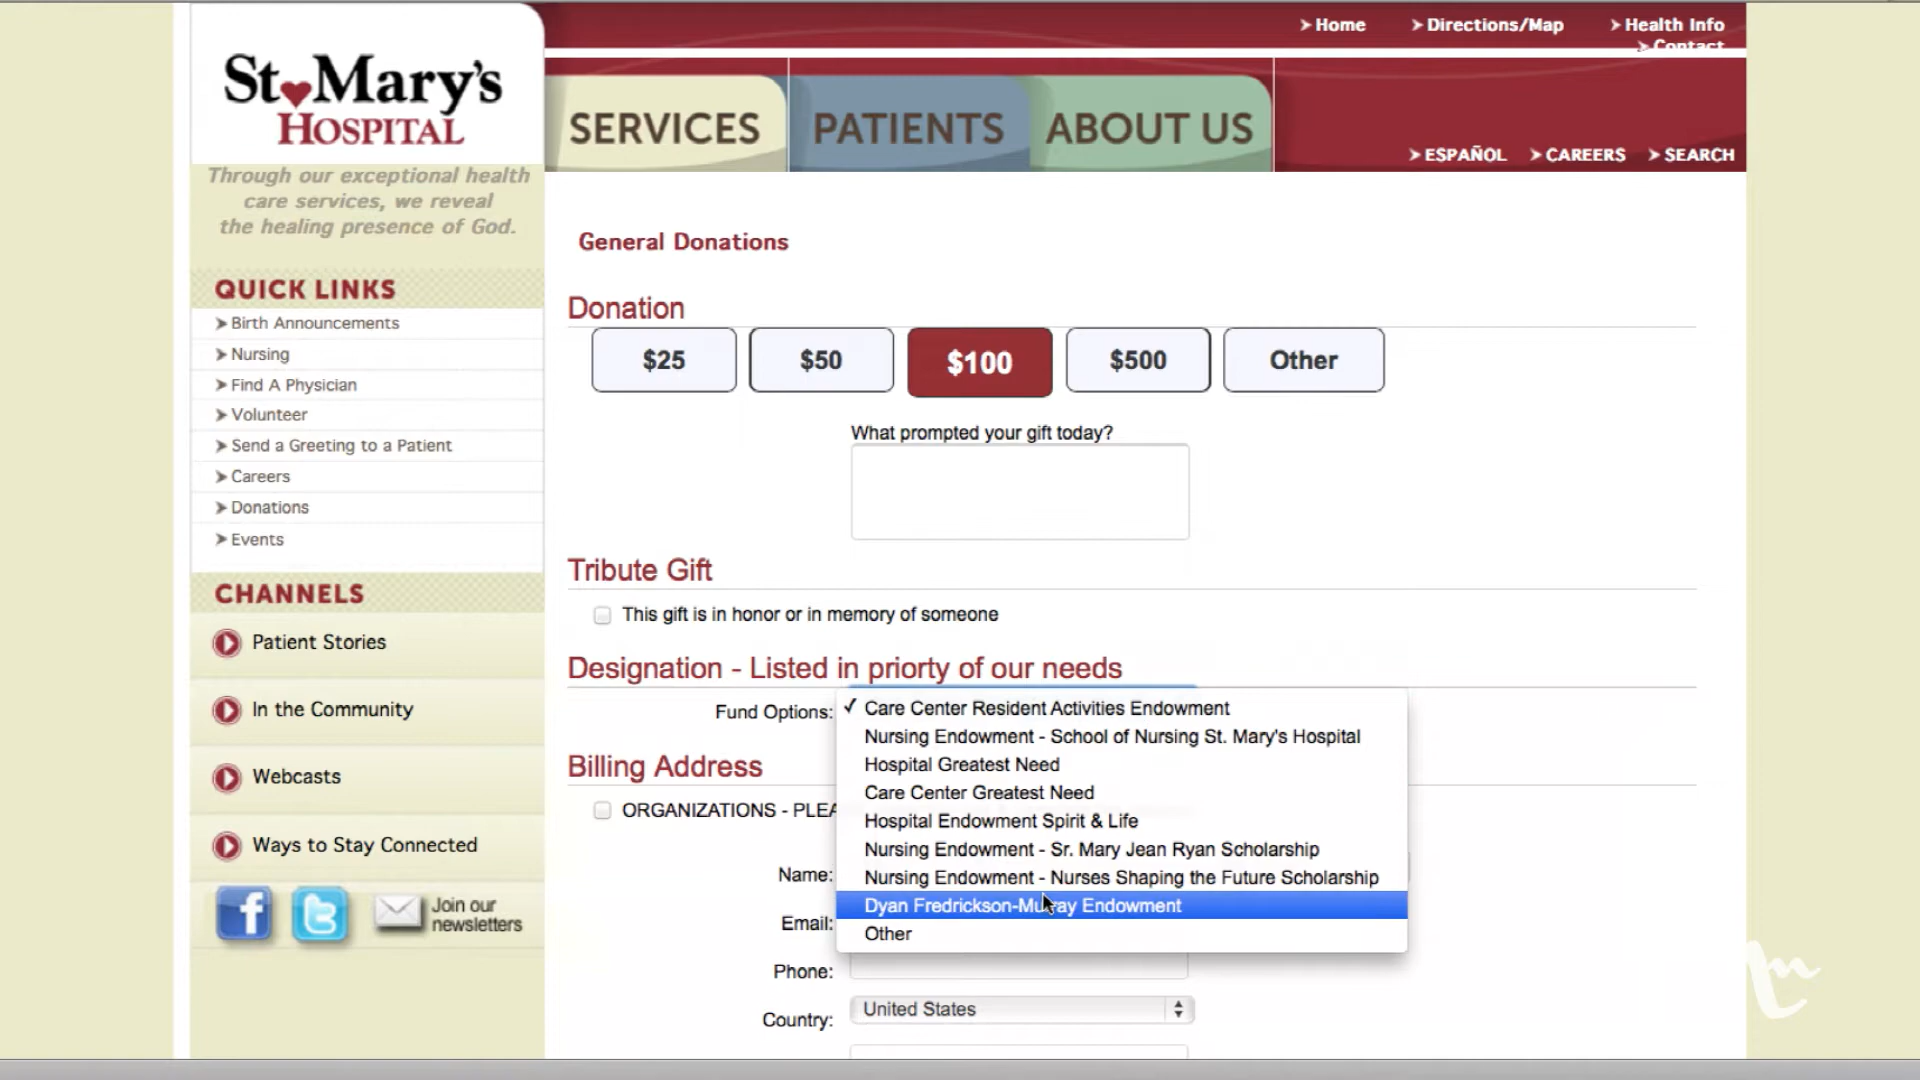 Home
Directions/Map
Health Info
Contact
St Mary's
HOSPITAL
SERVICES
PATIENTS
ABOUT US
ESPAÑOL
CAREERS
SEARCH
Through our exceptional health
care services, we reveal
the healing presence of God.
QUICK LINKS
Birth Announcements
Nursing
Find A Physician
Volunteer
Send a Greeting to a Patient
Careers
Donations
Events
CHANNELS
Patient Stories
In the Community
Webcasts
Ways to Stay Connected
f
t
Join our
newsletters
General Donations
Donation
$25
$50
$100
$500
Other
What prompted your gift today?
Tribute Gift
This gift is in honor or in memory of someone
Designation - Listed in priorty of our needs
Fund Options:
Care Center Resident Activities Endowment
Nursing Endowment - School of Nursing St. Mary's Hospital
Hospital Greatest Need
Care Center Greatest Need
Hospital Endowment Spirit & Life
Nursing Endowment - Sr. Mary Jean Ryan Scholarship
Nursing Endowment - Nurses Shaping the Future Scholarship
Dyan Fredrickson-Murray Endowment
Other
Billing Address
ORGANIZATIONS - PLEA
Name:
Email:
Phone:
Country:
United States